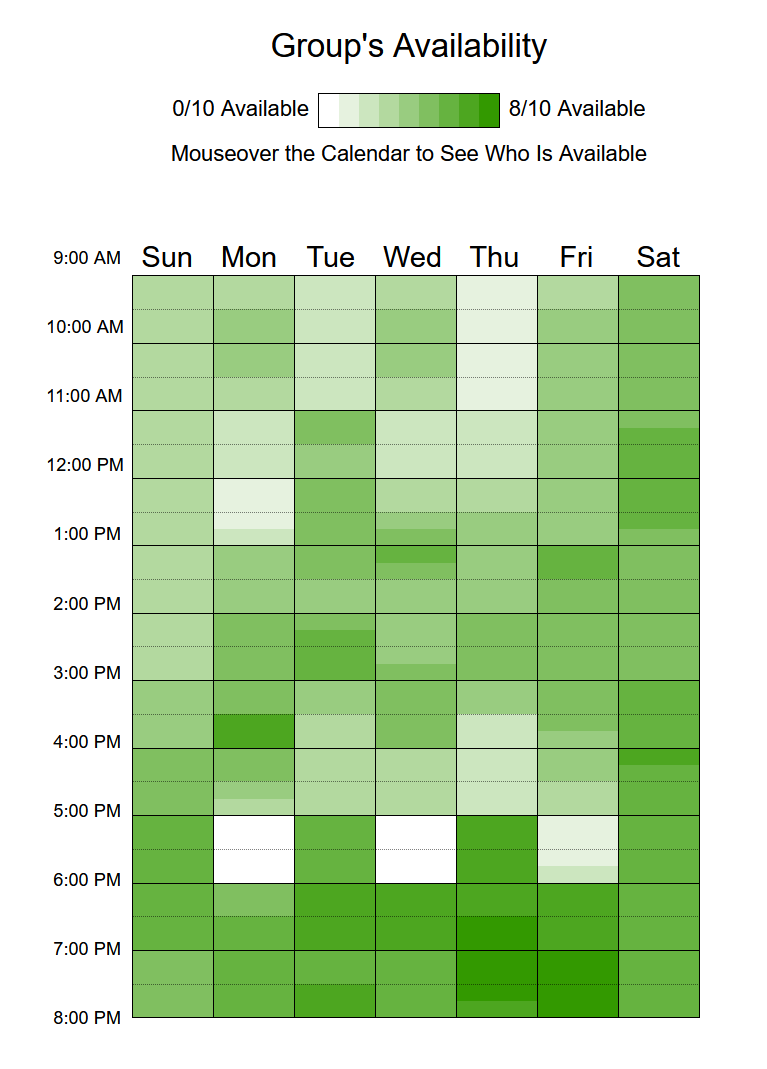 Group's Availability
0/10 Available 8/10 Available
Mouseover the Calendar to See Who Is Available
9:00 AM Sun Mon Tue Wed Thu Fri Sat
10:00 AM
11:00 AM
12:00 PM
1:00 PM
2:00 PM
3:00 PM
4:00 PM
5:00 PM
6:00 PM
7:00 PM
8:00 PM